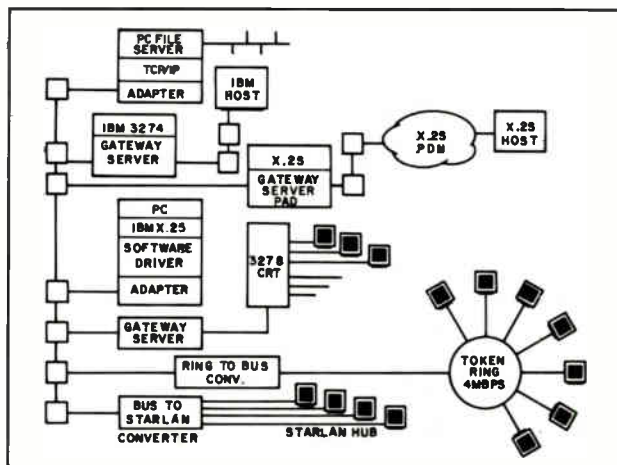 PC FILE
SERVER
TCP/IP
ADAPTER
IBM
HOST
IBM 3274
GATEWAY
SERVER
X.25
GATEWAY
SERVER
PAD
X.25
PDN
X.25
HOST
PC
IBM X.25
SOFTWARE
DRIVER
ADAPTER
3278
CRT
GATEWAY
SERVER
RING TO BUS
CONV.
TOKEN
RING
4MBPS
BUS TO
STARLAN
CONVERTER
STARLAN HUB